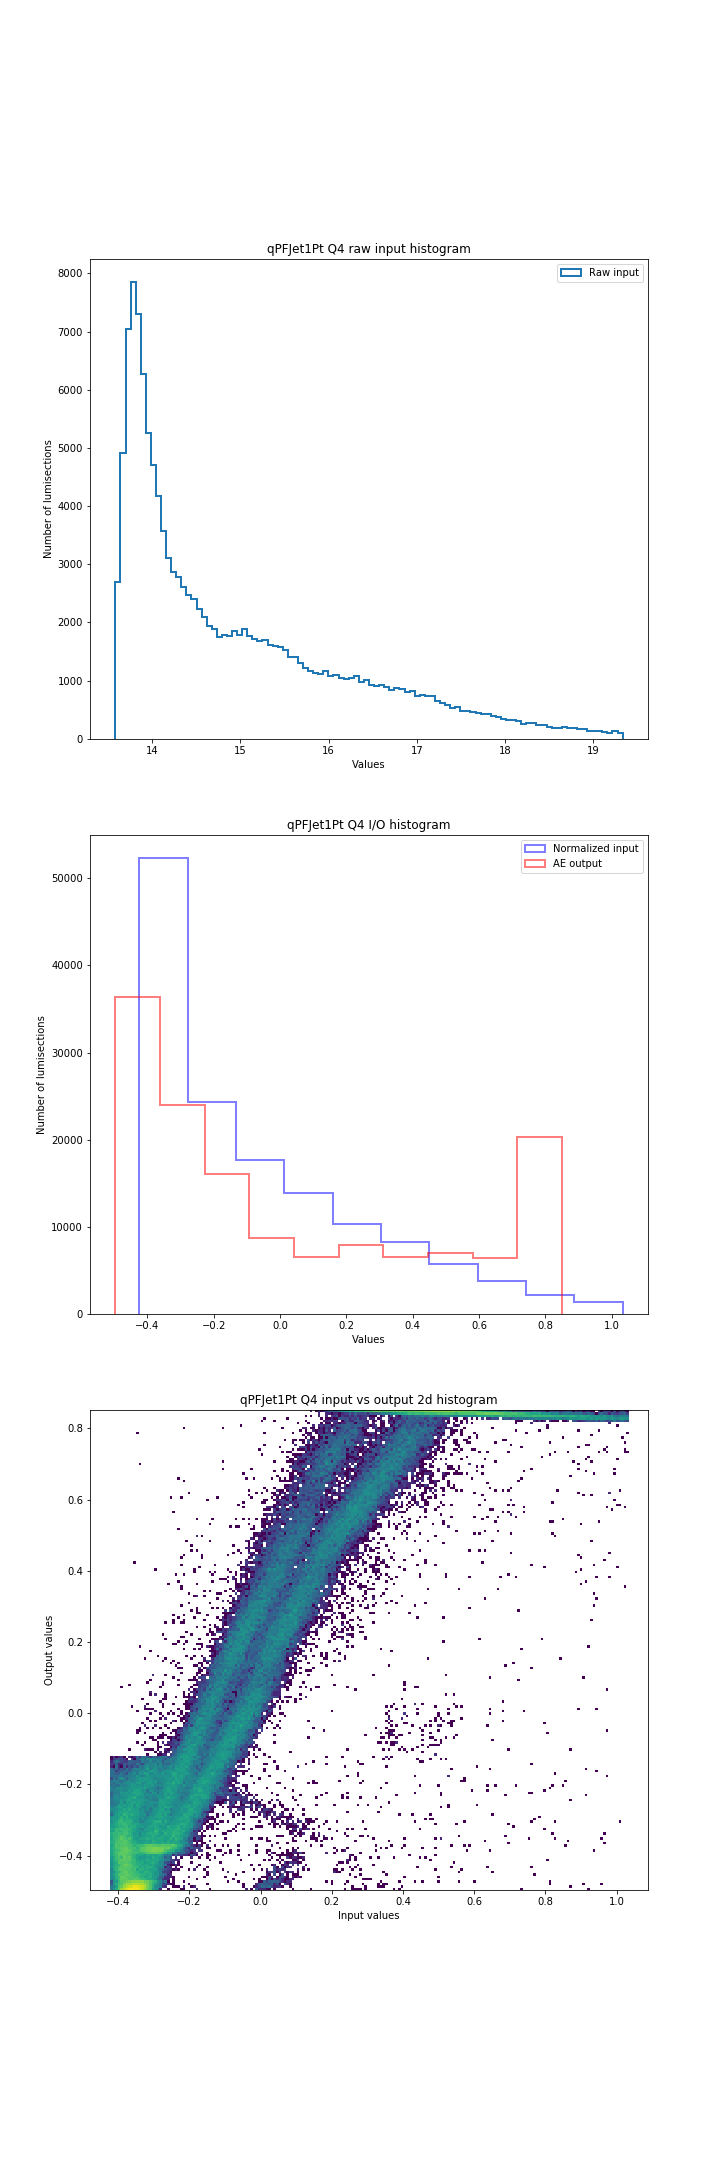 qPFJet1Pt Q4 raw input histogram
Raw input
8000
7000
6000
5000
4000
3000
2000
1000
0
Number of lumisections
14 15 16 17 18 19
Values
qPFJet1Pt Q4 I/O histogram
Normalized input
AE output
50000
40000
30000
20000
10000
0
Number of lumisections
−0.4 −0.2 0.0 0.2 0.4 0.6 0.8 1.0
Values
qPFJet1Pt Q4 input vs output 2d histogram
0.8
0.6
0.4
0.2
0.0
−0.2
−0.4
Output values
−0.4 −0.2 0.0 0.2 0.4 0.6 0.8 1.0
Input values